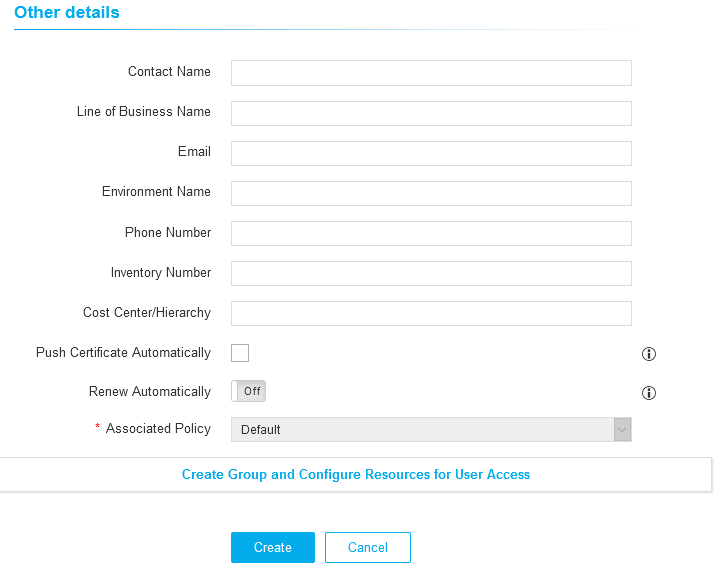 Other details
Contact Name
Line of Business Name
Email
Environment Name
Phone Number
Inventory Number
Cost Center/Hierarchy
Push Certificate Automatically
Renew Automatically Off
* Associated Policy Default
Create Group and Configure Resources for User Access
Create Cancel